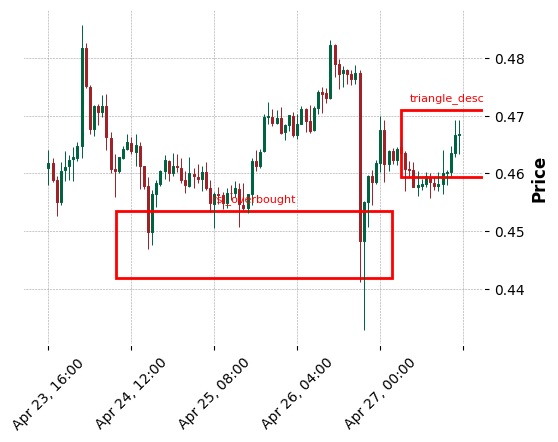 0.48
triangle_desc
0.47
0.46
overbought
0.45
0.44
Price
Apr 23, 16:00
Apr 24, 12:00
Apr 25, 08:00
Apr 26, 04:00
Apr 27, 00:00